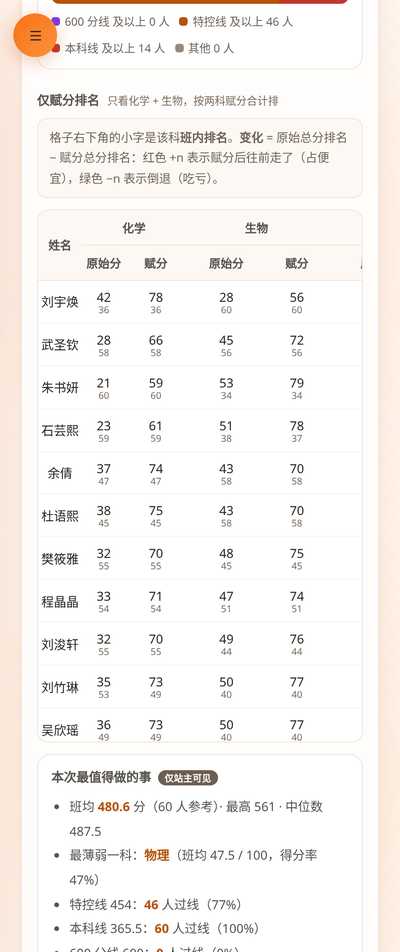 600 分线 及以上 0 人 特控线 及以上 46 人
本科线 及以上 14 人 其他 0 人
仅赋分排名 只看化学 + 生物，按两科赋分合计排
格子右下角的小字是该科班内排名。变化 = 原始总分排名
− 赋分总分排名：红色 +n 表示赋分后往前走了（占便
宜），绿色 −n 表示倒退（吃亏）。
姓名 化学 生物
原始分 赋分 原始分 赋分
刘宇焕 42 78 28 56
36 36 60 60
武圣钦 28 66 45 72
58 58 56 56
朱书妍 21 59 53 79
60 60 34 34
石芸熙 23 61 51 78
59 59 38 37
余倩 37 74 43 70
47 47 58 58
杜语熙 38 75 43 70
45 45 58 58
樊筱雅 32 70 48 75
55 55 45 45
程晶晶 33 71 47 74
54 54 51 51
刘浚轩 32 70 49 76
55 55 44 44
刘竹琳 35 73 50 77
53 49 40 40
吴欣瑶 36 73 50 77
49 49 40 40
本次最值得做的事 仅站主可见
班均 480.6 分（60 人参考）· 最高 561 · 中位数
487.5
最薄弱一科：物理（班均 47.5 / 100，得分率
47%）
特控线 454：46 人过线（77%）
本科线 365.5：60 人过线（100%）
600 分线 600：0 人过线（0%）